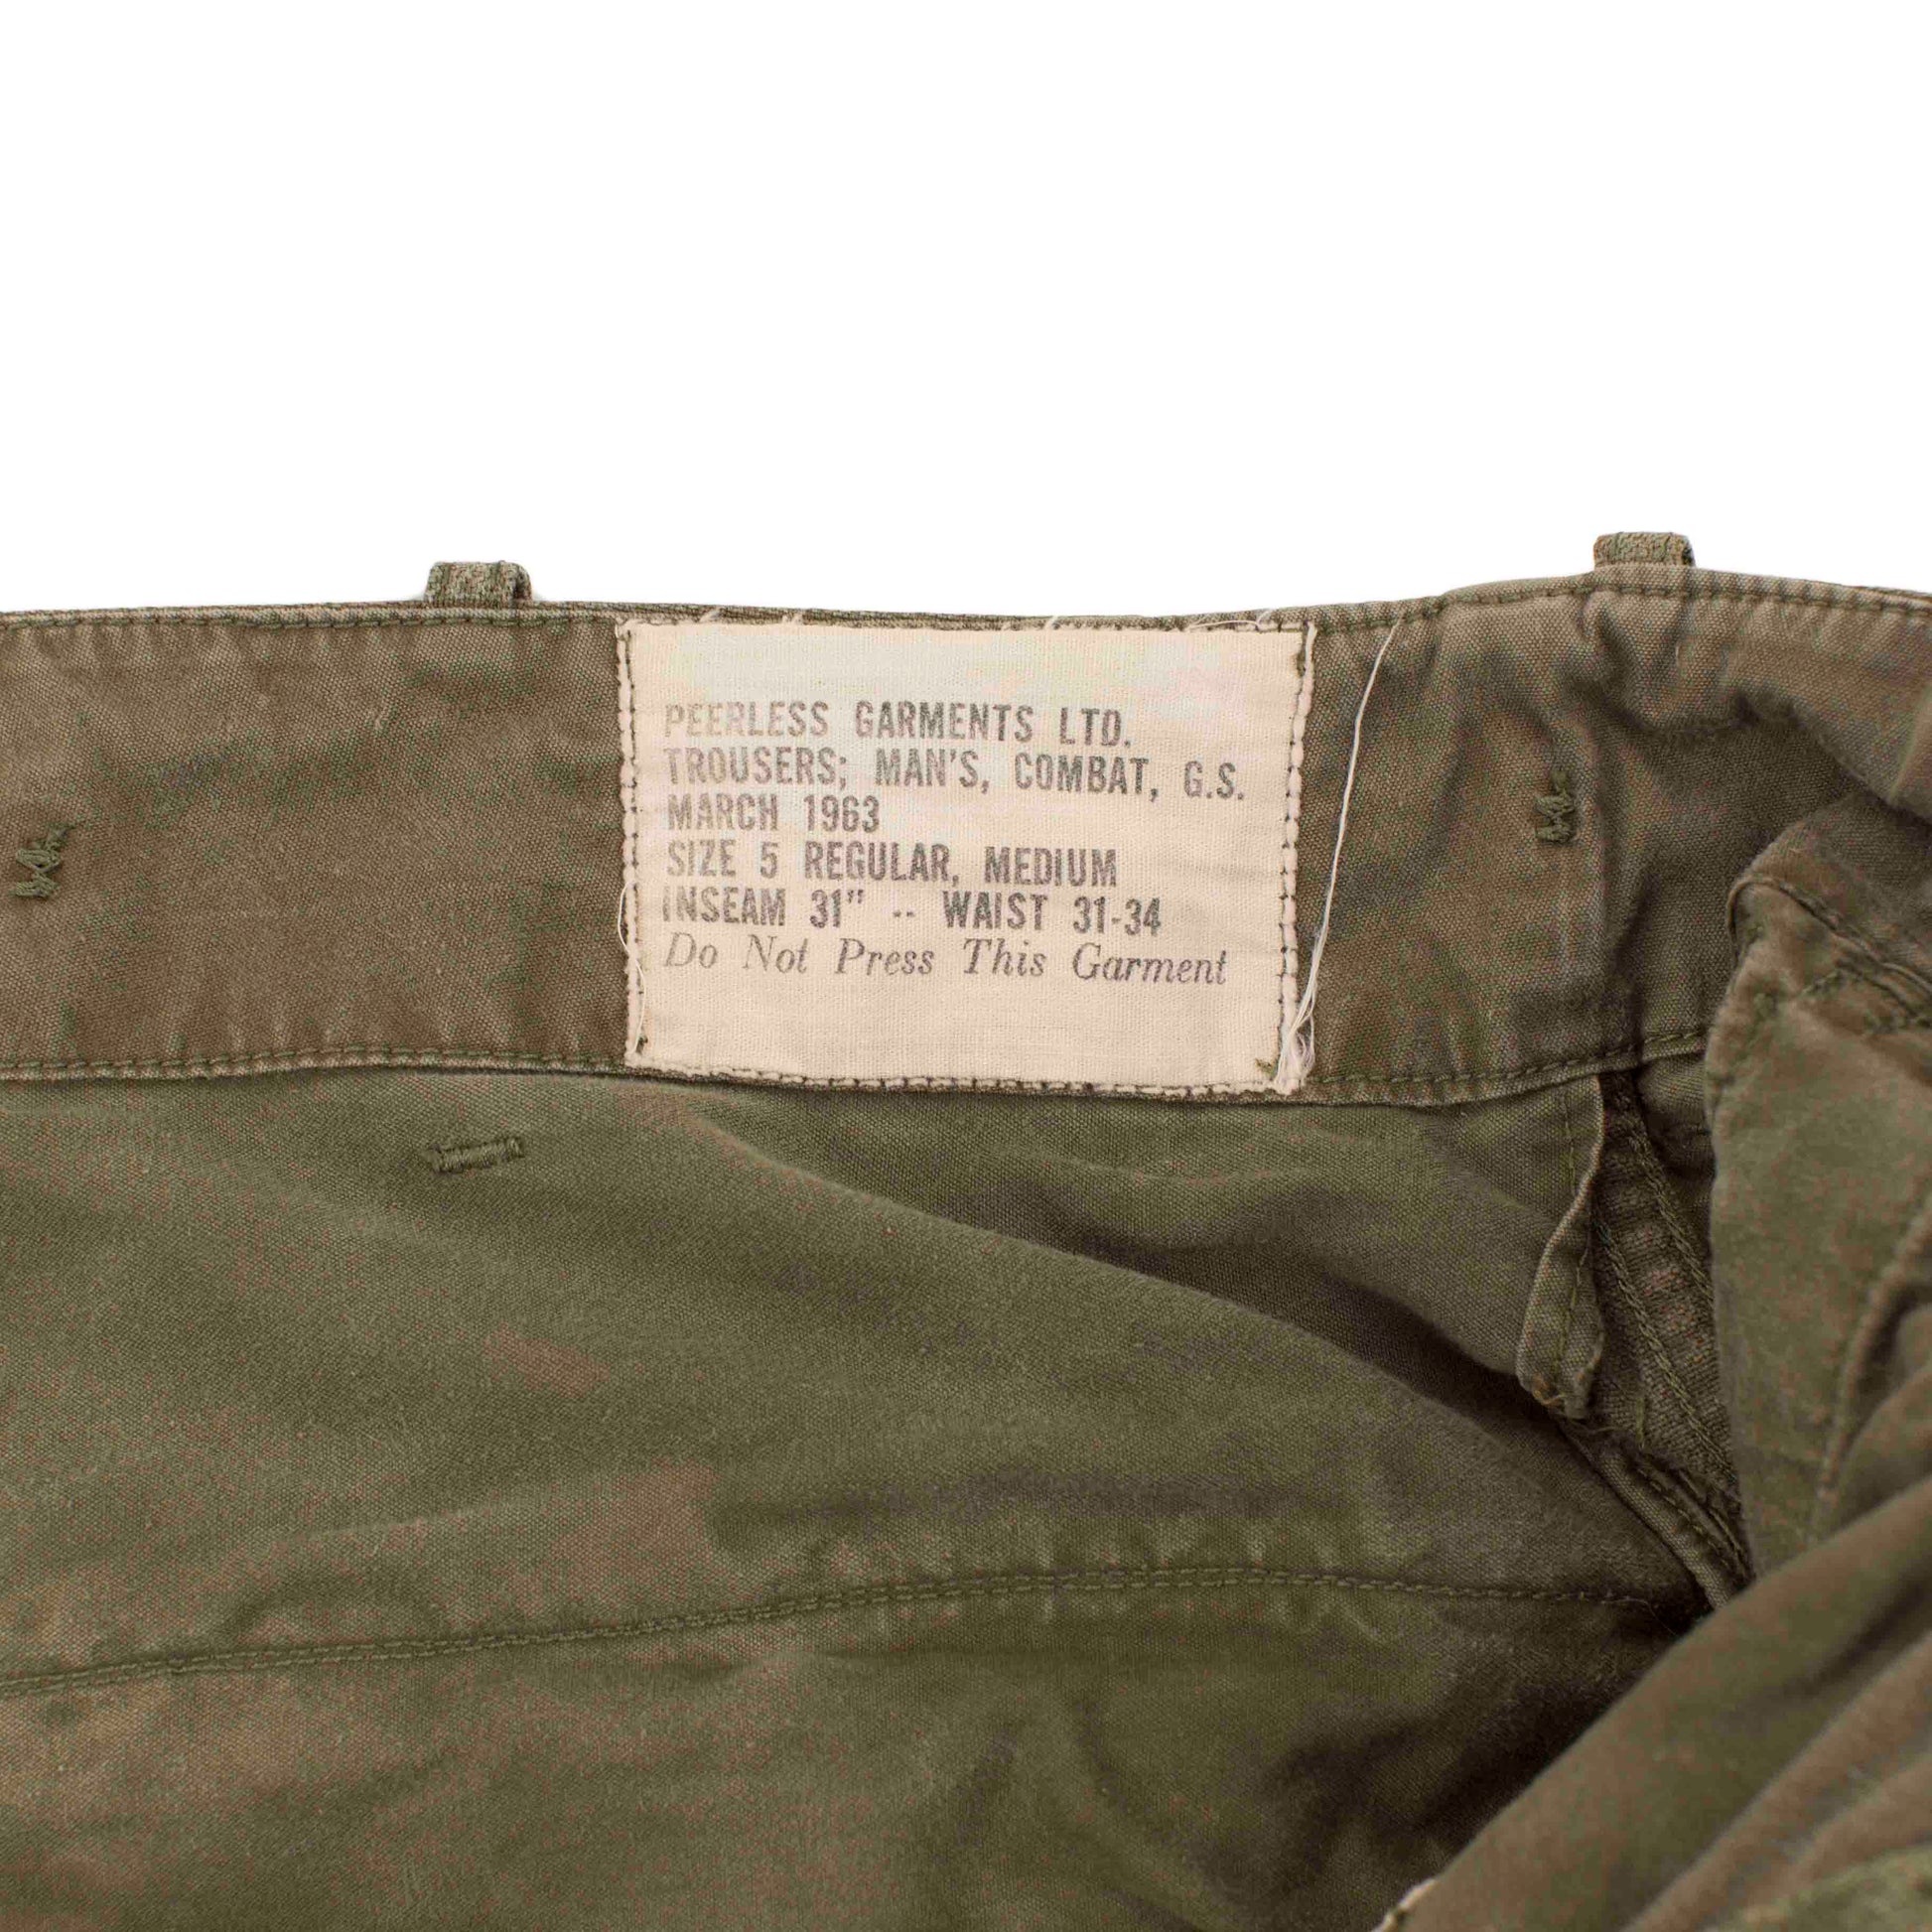 PEERLESS GARMENTS LTD.
TROUSERS; MAN'S, COMBAT, G.S.
MARCH 1963
SIZE 5 REGULAR, MEDIUM
INSEAM 31" -- WAIST 31-34
Do Not Press This Garment